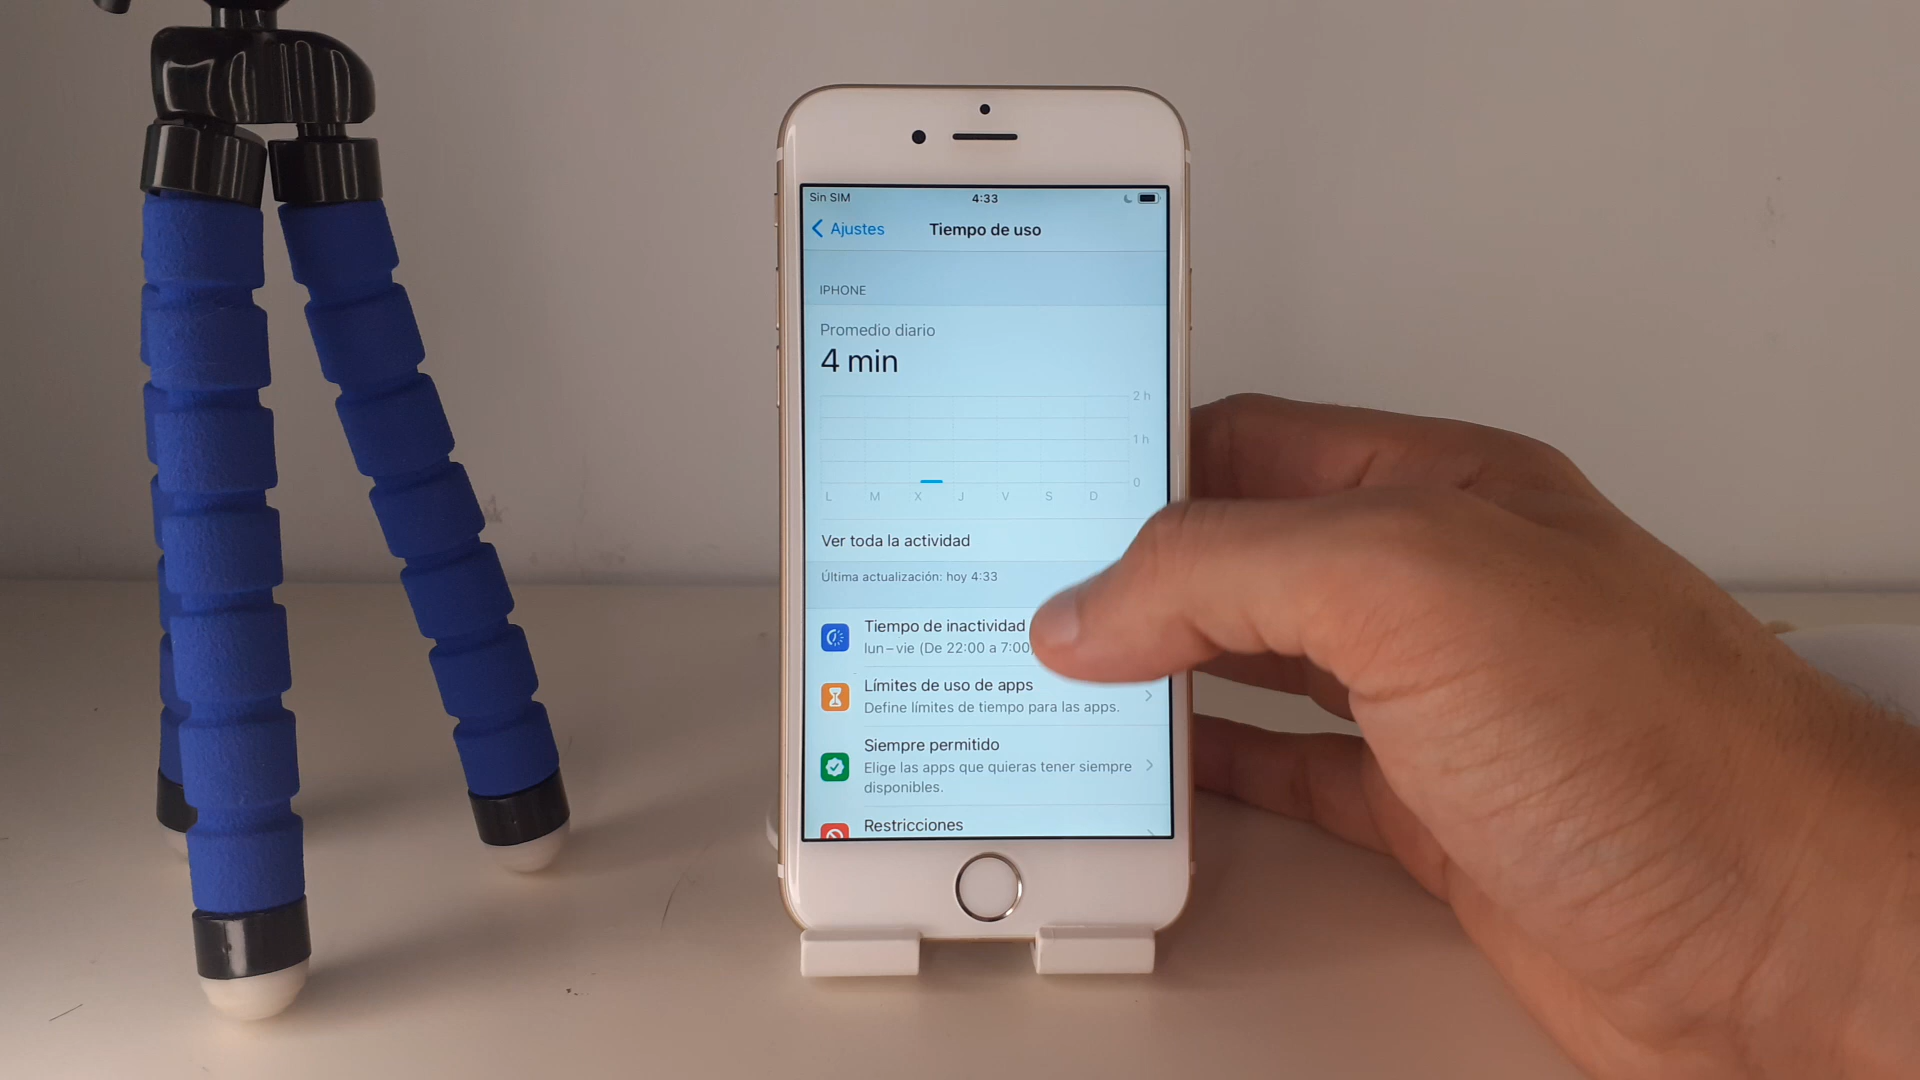 Sin SIM
4:33
Ajustes
Tiempo de uso
IPHONE
Promedio diario
4 min
2 h
1 h
0
L M X J V S D
Ver toda la actividad
Última actualización: hoy 4:33
Tiempo de inactividad
lun – vie (De 22:00 a 7:00)
Límites de uso de apps
Define límites de tiempo para las apps.
Siempre permitido
Elige las apps que quieras tener siempre
disponibles.
Restricciones